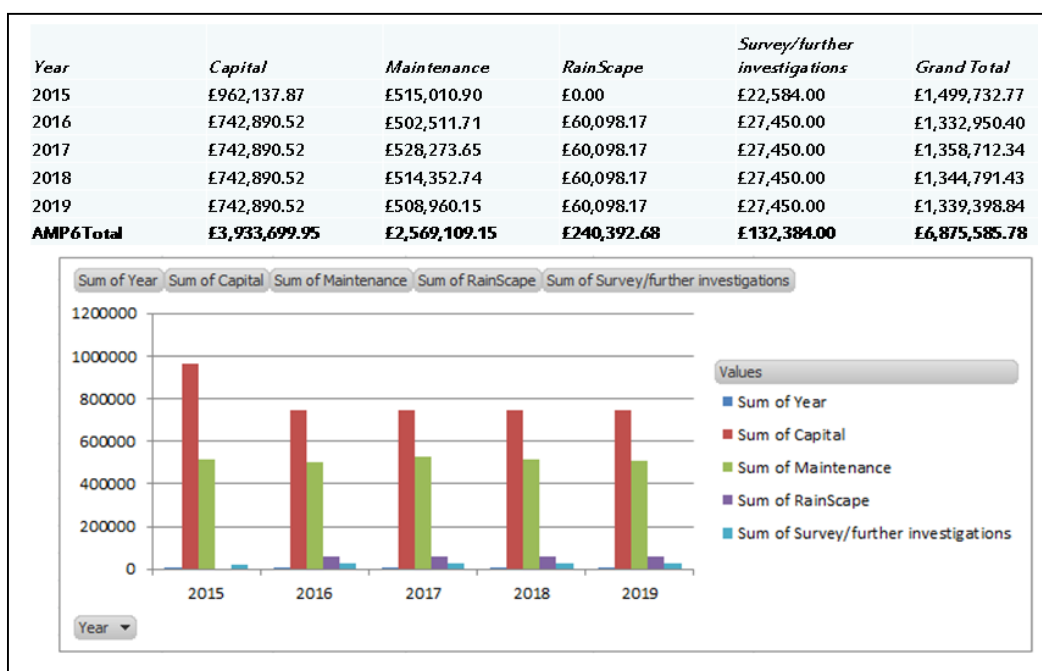 Survey/further
Year Capital Maintenance RainScape investigations Grand Total
2015 £962,137.87 £515,010.90 £0.00 £22,584.00 £1,499,732.77
2016 £742,890.52 £502,511.71 £60,098.17 £27,450.00 £1,332,950.40
2017 £742,890.52 £528,273.65 £60,098.17 £27,450.00 £1,358,712.34
2018 £742,890.52 £514,352.74 £60,098.17 £27,450.00 £1,344,791.43
2019 £742,890.52 £508,960.15 £60,098.17 £27,450.00 £1,339,398.84
AMP6Total £3,933,699.95 £2,569,109.15 £240,392.68 £132,384.00 £6,875,585.78
Sum of Year Sum of Capital Sum of Maintenance Sum of RainScape Sum of Survey/further investigations
1200000
1000000
800000
600000
400000
200000
0
2015 2016 2017 2018 2019
Values
Sum of Year
Sum of Capital
Sum of Maintenance
Sum of RainScape
Sum of Survey/further investigations
Year